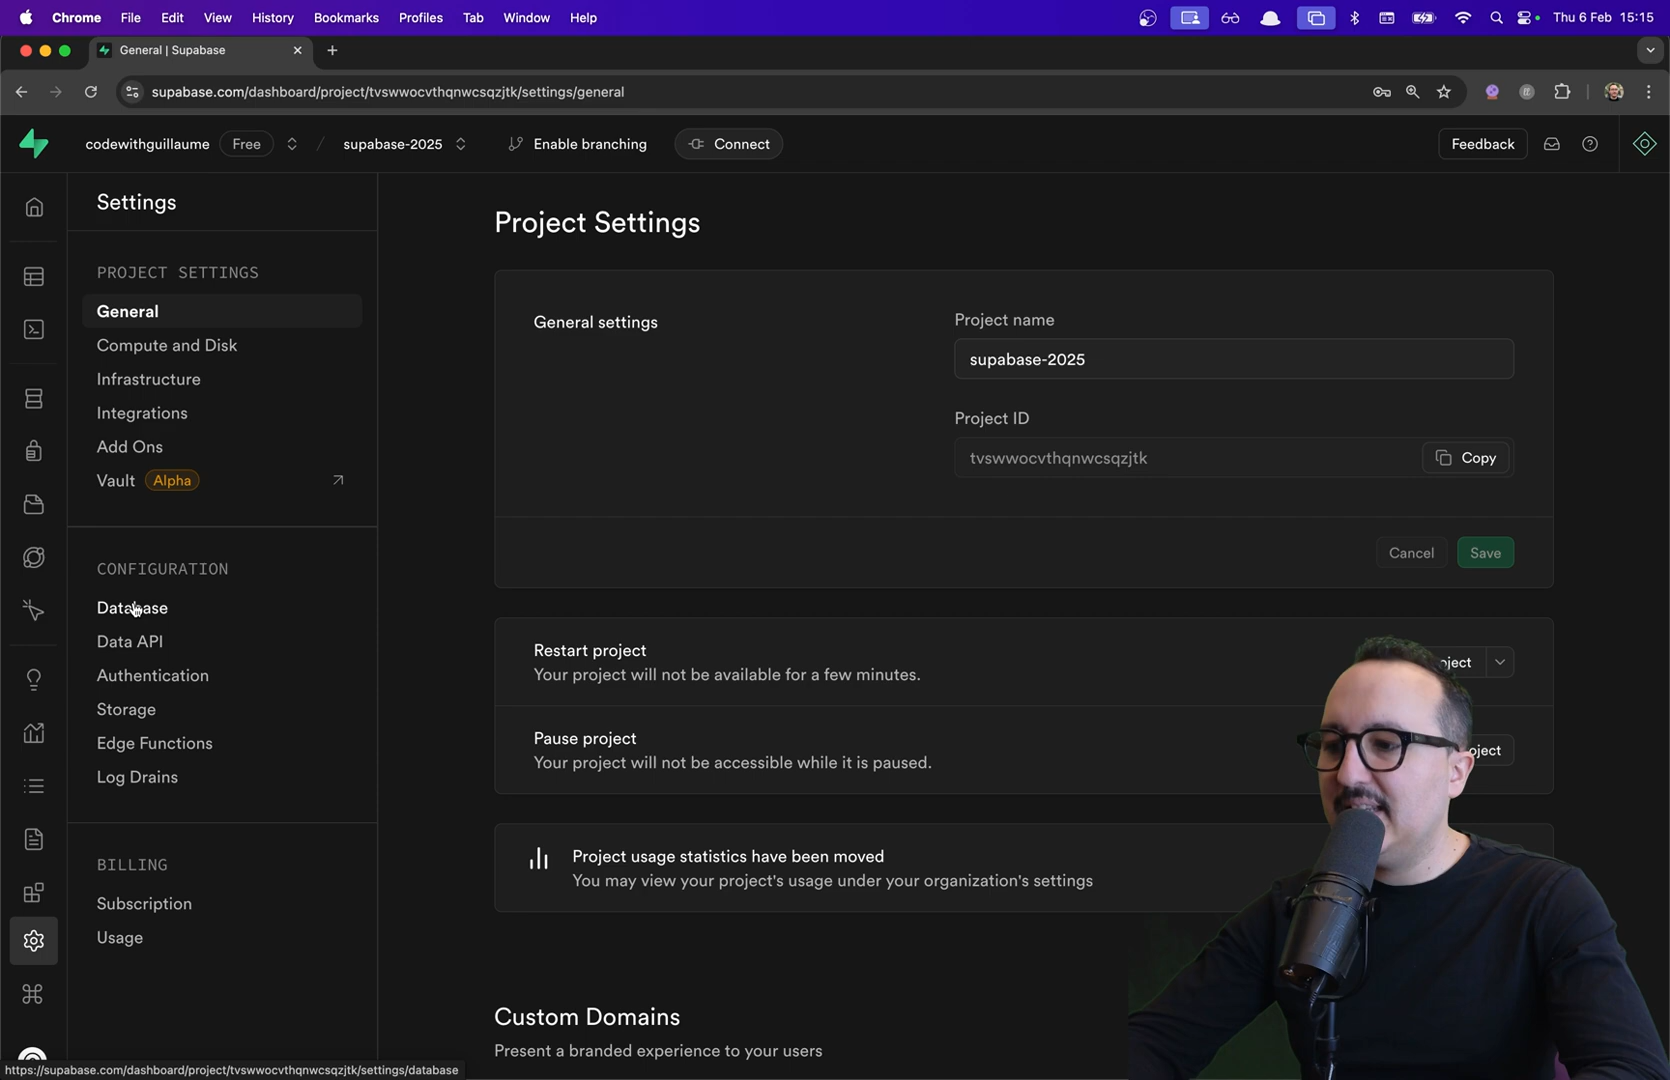 Chrome File Edit View History Bookmarks Profiles Tab Window Help Thu 6 Feb 15:15
General | Supabase
supabase.com/dashboard/project/tvswwocvthqnwcsqzjtk/settings/general
codewithguillaume Free / supabase-2025 Enable branching Connect Feedback
Settings
PROJECT SETTINGS
General
Compute and Disk
Infrastructure
Integrations
Add Ons
Vault Alpha
CONFIGURATION
Database
Data API
Authentication
Storage
Edge Functions
Log Drains
BILLING
Subscription
Usage
Project Settings
General settings
Project name
supabase-2025
Project ID
tvswwocvthqnwcsqzjtk Copy
Cancel Save
Restart project
Your project will not be available for a few minutes.
Pause project
Your project will not be accessible while it is paused.
Project usage statistics have been moved
You may view your project's usage under your organization's settings
Custom Domains
Present a branded experience to your users
https://supabase.com/dashboard/project/tvswwocvthqnwcsqzjtk/settings/database